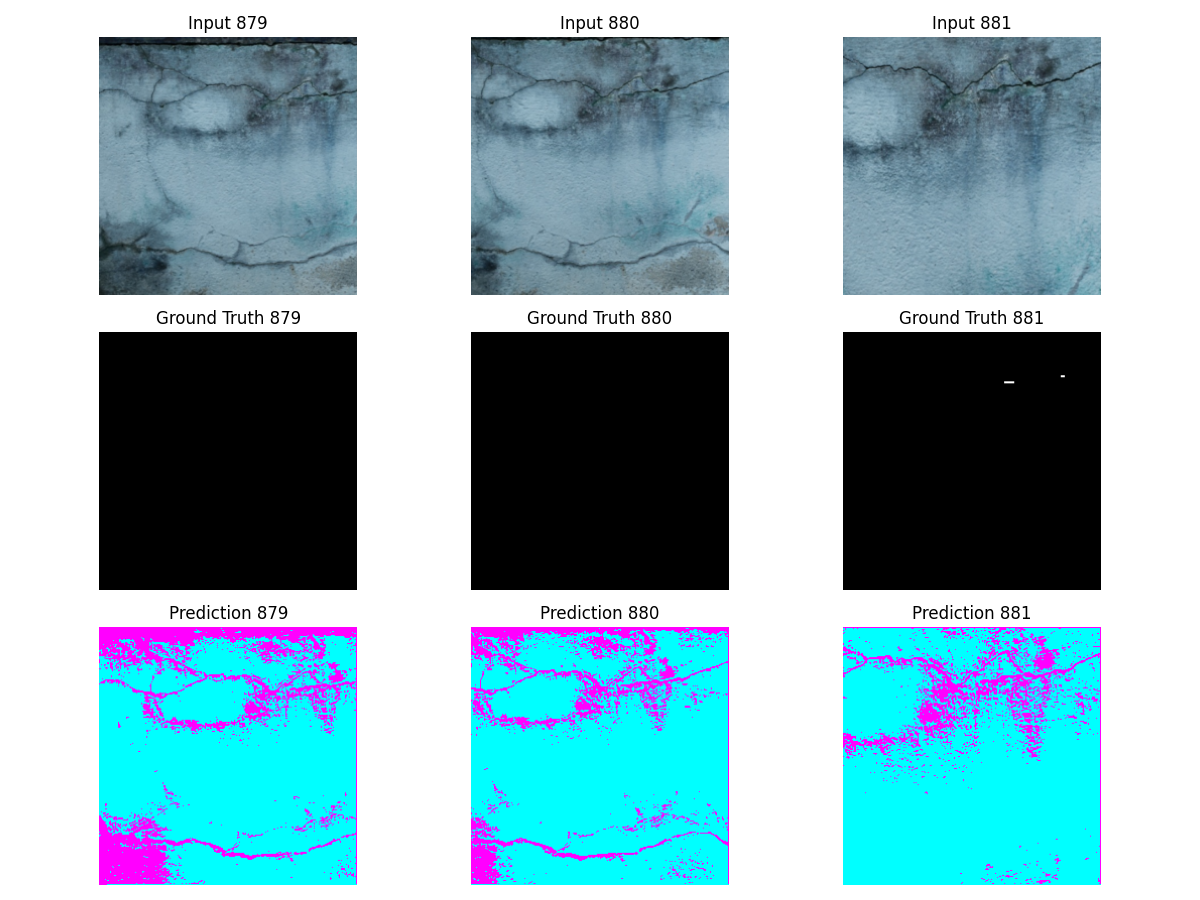 Input 879
Input 880
Input 881
Ground Truth 879
Ground Truth 880
Ground Truth 881
Prediction 879
Prediction 880
Prediction 881